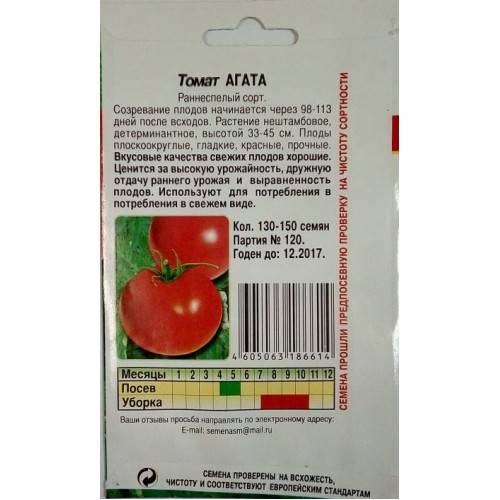 Томат АГАТА
Раннеспелый сорт.
Созревание плодов начинается через 98-113
дней после всходов. Растение нештамбовое,
детерминантное, высотой 33-45 см. Плоды
плоскоокруглые, гладкие, красные, прочные.
Вкусовые качества свежих плодов хорошие.
Ценится за высокую урожайность, дружную
отдачу раннего урожая и выравненность
плодов. Используют для потребления в
потребления в свежем виде.
Кол. 130-150 семян
Партия № 120.
Годен до: 12.2017.
4 605063 186614
Месяцы 1 2 3 4 5 6 7 8 9 10 11 12
Посев
Уборка
Ваши отзывы просьба направлять по электронному адресу:
E-mail: semenasm@mail.ru
СЕМЕНА ПРОВЕРЕНЫ НА ВСХОЖЕСТЬ,
ЧИСТОТУ И СООТВЕТСТВУЮТ ЕВРОПЕЙСКИМ СТАНДАРТАМ
СЕМЕНА ПРОШЛИ ПРЕДПОСЕВНУЮ ПРОВЕРКУ НА ЧИСТОТУ СОРТНОСТИ